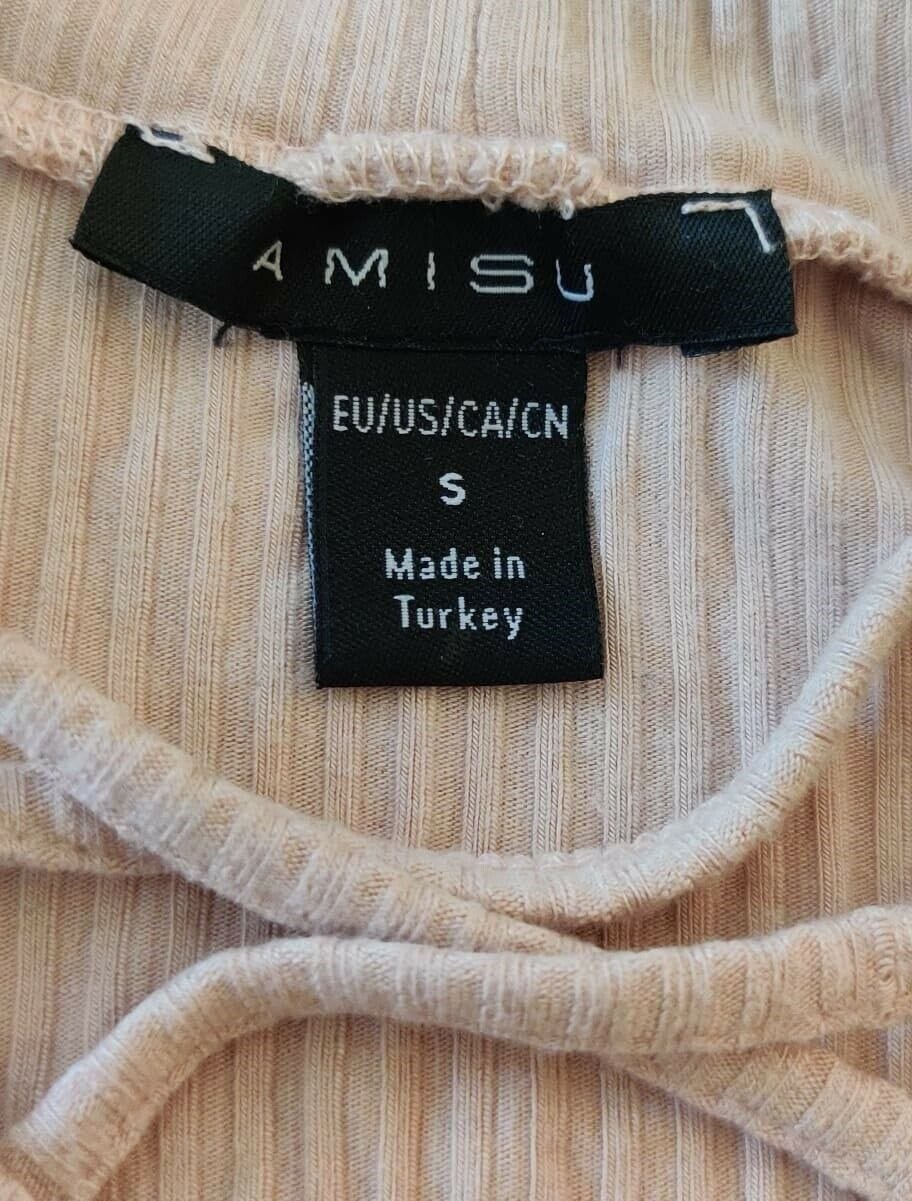 AMISU
EU/US/CA/CN
S
Made in
Turkey